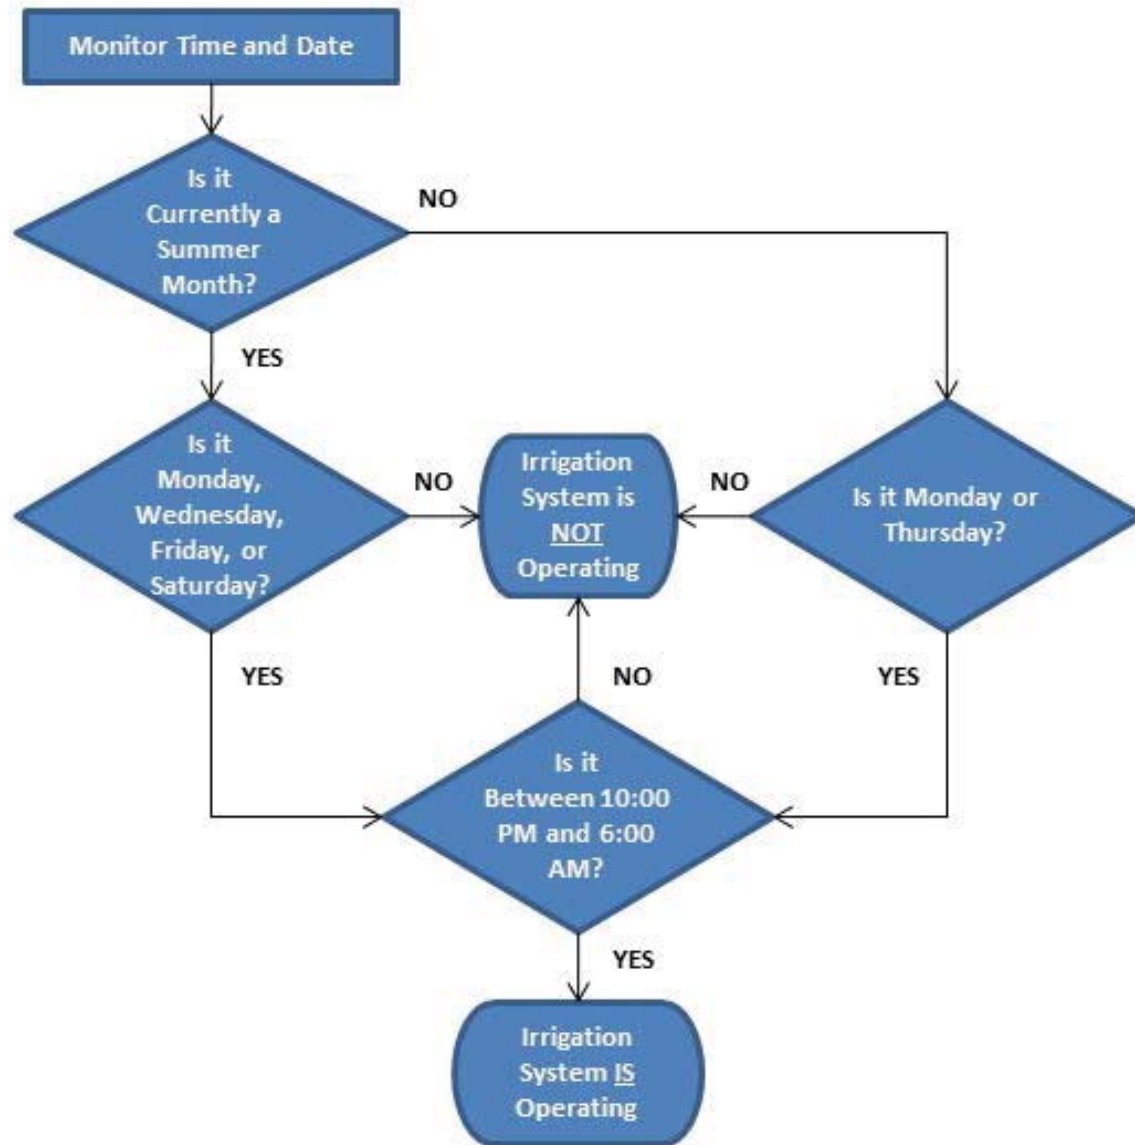 Monitor Time and Date
Is it
Currently a
Summer
Month?
NO
YES
Is it
Monday,
Wednesday,
Friday, or
Saturday?
NO
Irrigation
System is
NOT
Operating
NO
Is it Monday or
Thursday?
YES
NO
YES
Is it
Between 10:00
PM and 6:00
AM?
YES
Irrigation
System IS
Operating